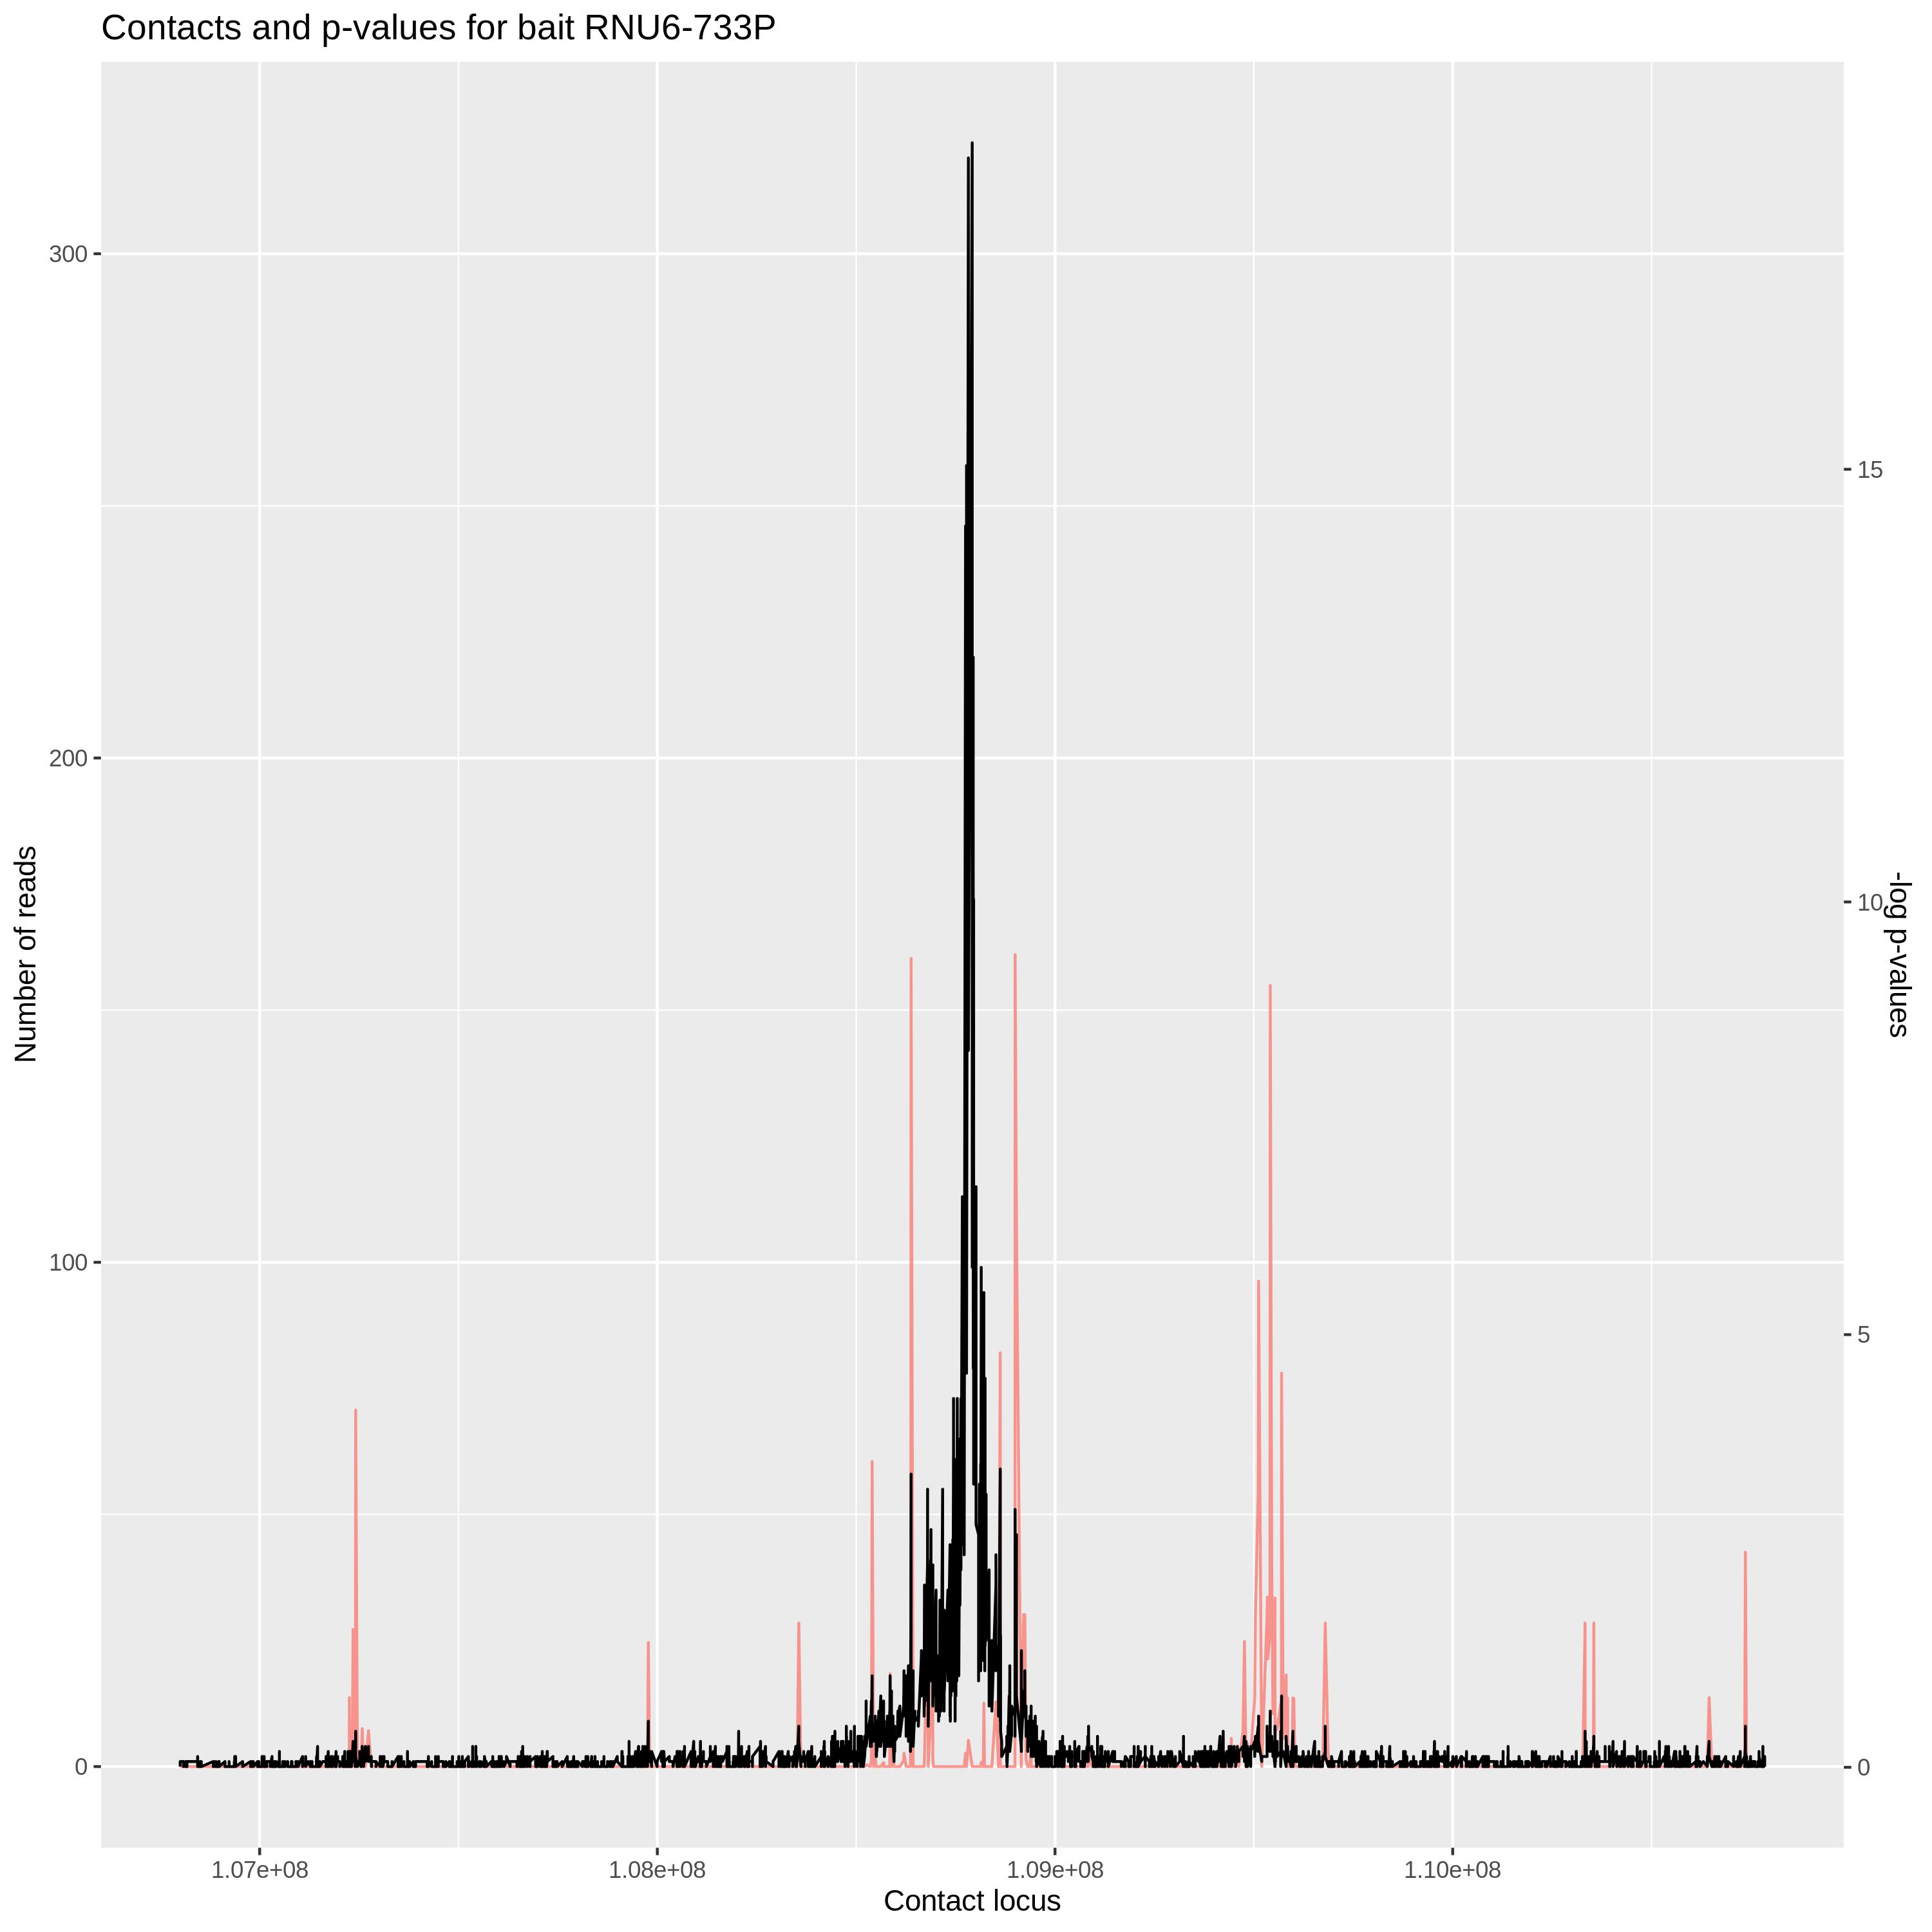 Contacts and p-values for bait RNU6-733P
300
200
100
0
Number of reads
15
10
5
0
-log p-values
1.07e+08
1.08e+08
1.09e+08
1.10e+08
Contact locus